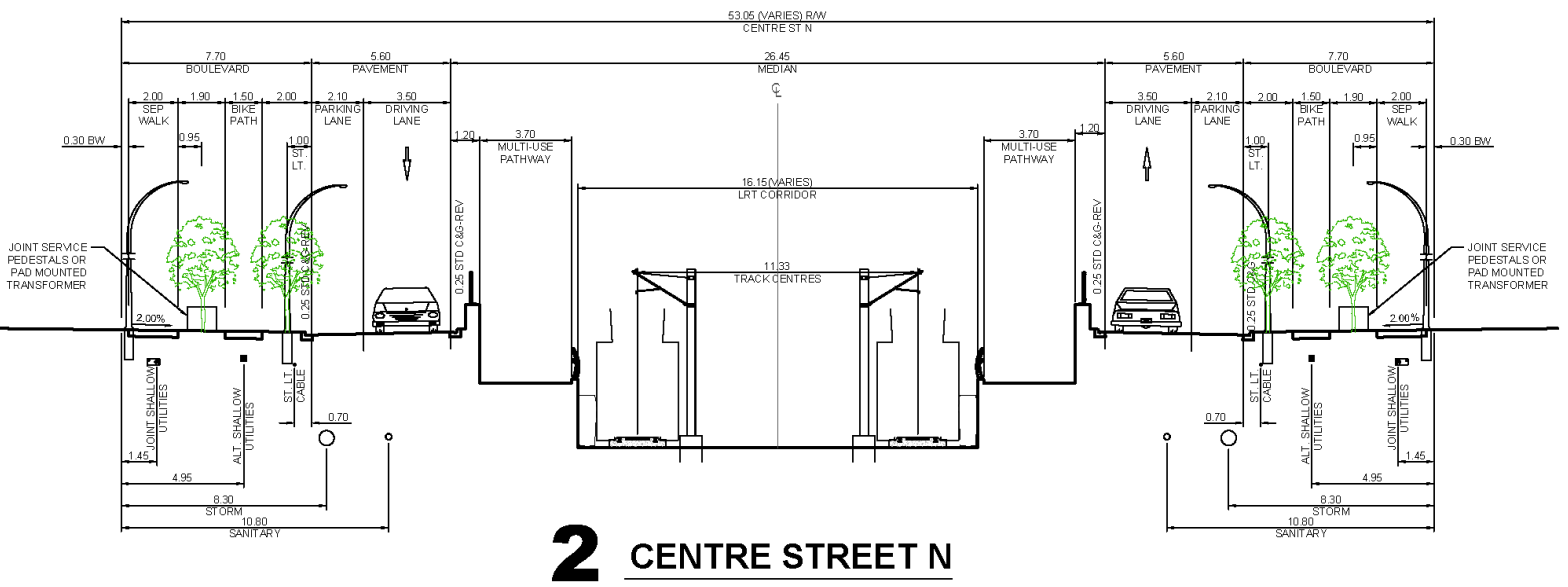 53.05 (VARIES) R/W
CENTRE ST N
7.70
BOULEVARD
5.60
PAVEMENT
26.45
MEDIAN
5.60
PAVEMENT
7.70
BOULEVARD
2.00
SEP
WALK
1.90
1.50
BIKE
PATH
2.00
2.10
PARKING
LANE
3.50
DRIVING
LANE
℄
3.50
DRIVING
LANE
2.10
PARKING
LANE
2.00
1.50
BIKE
PATH
1.90
2.00
SEP
WALK
0.30 BW
0.95
1.00
ST.
LT.
1.20
3.70
MULTI-USE
PATHWAY
3.70
MULTI-USE
PATHWAY
1.20
1.00
ST.
LT.
0.95
0.30 BW
16.15(VARIES)
LRT CORRIDOR
0.25 STD C&G-REV
0.25 STD C&G-REV
0.25 STD C&G-REV
0.25 STD C&G
JOINT SERVICE
PEDESTALS OR
PAD MOUNTED
TRANSFORMER
11.33
TRACK CENTRES
JOINT SERVICE
PEDESTALS OR
PAD MOUNTED
TRANSFORMER
2.00%
2.00%
JOINT SHALLOW
UTILITIES
ALT. SHALLOW
UTILITIES
ST. LT.
CABLE
0.70
ST. LT.
CABLE
0.70
ALT. SHALLOW
UTILITIES
JOINT SHALLOW
UTILITIES
1.45
1.45
4.95
4.95
8.30
STORM
8.30
STORM
10.80
SANITARY
10.80
SANITARY
2 CENTRE STREET N